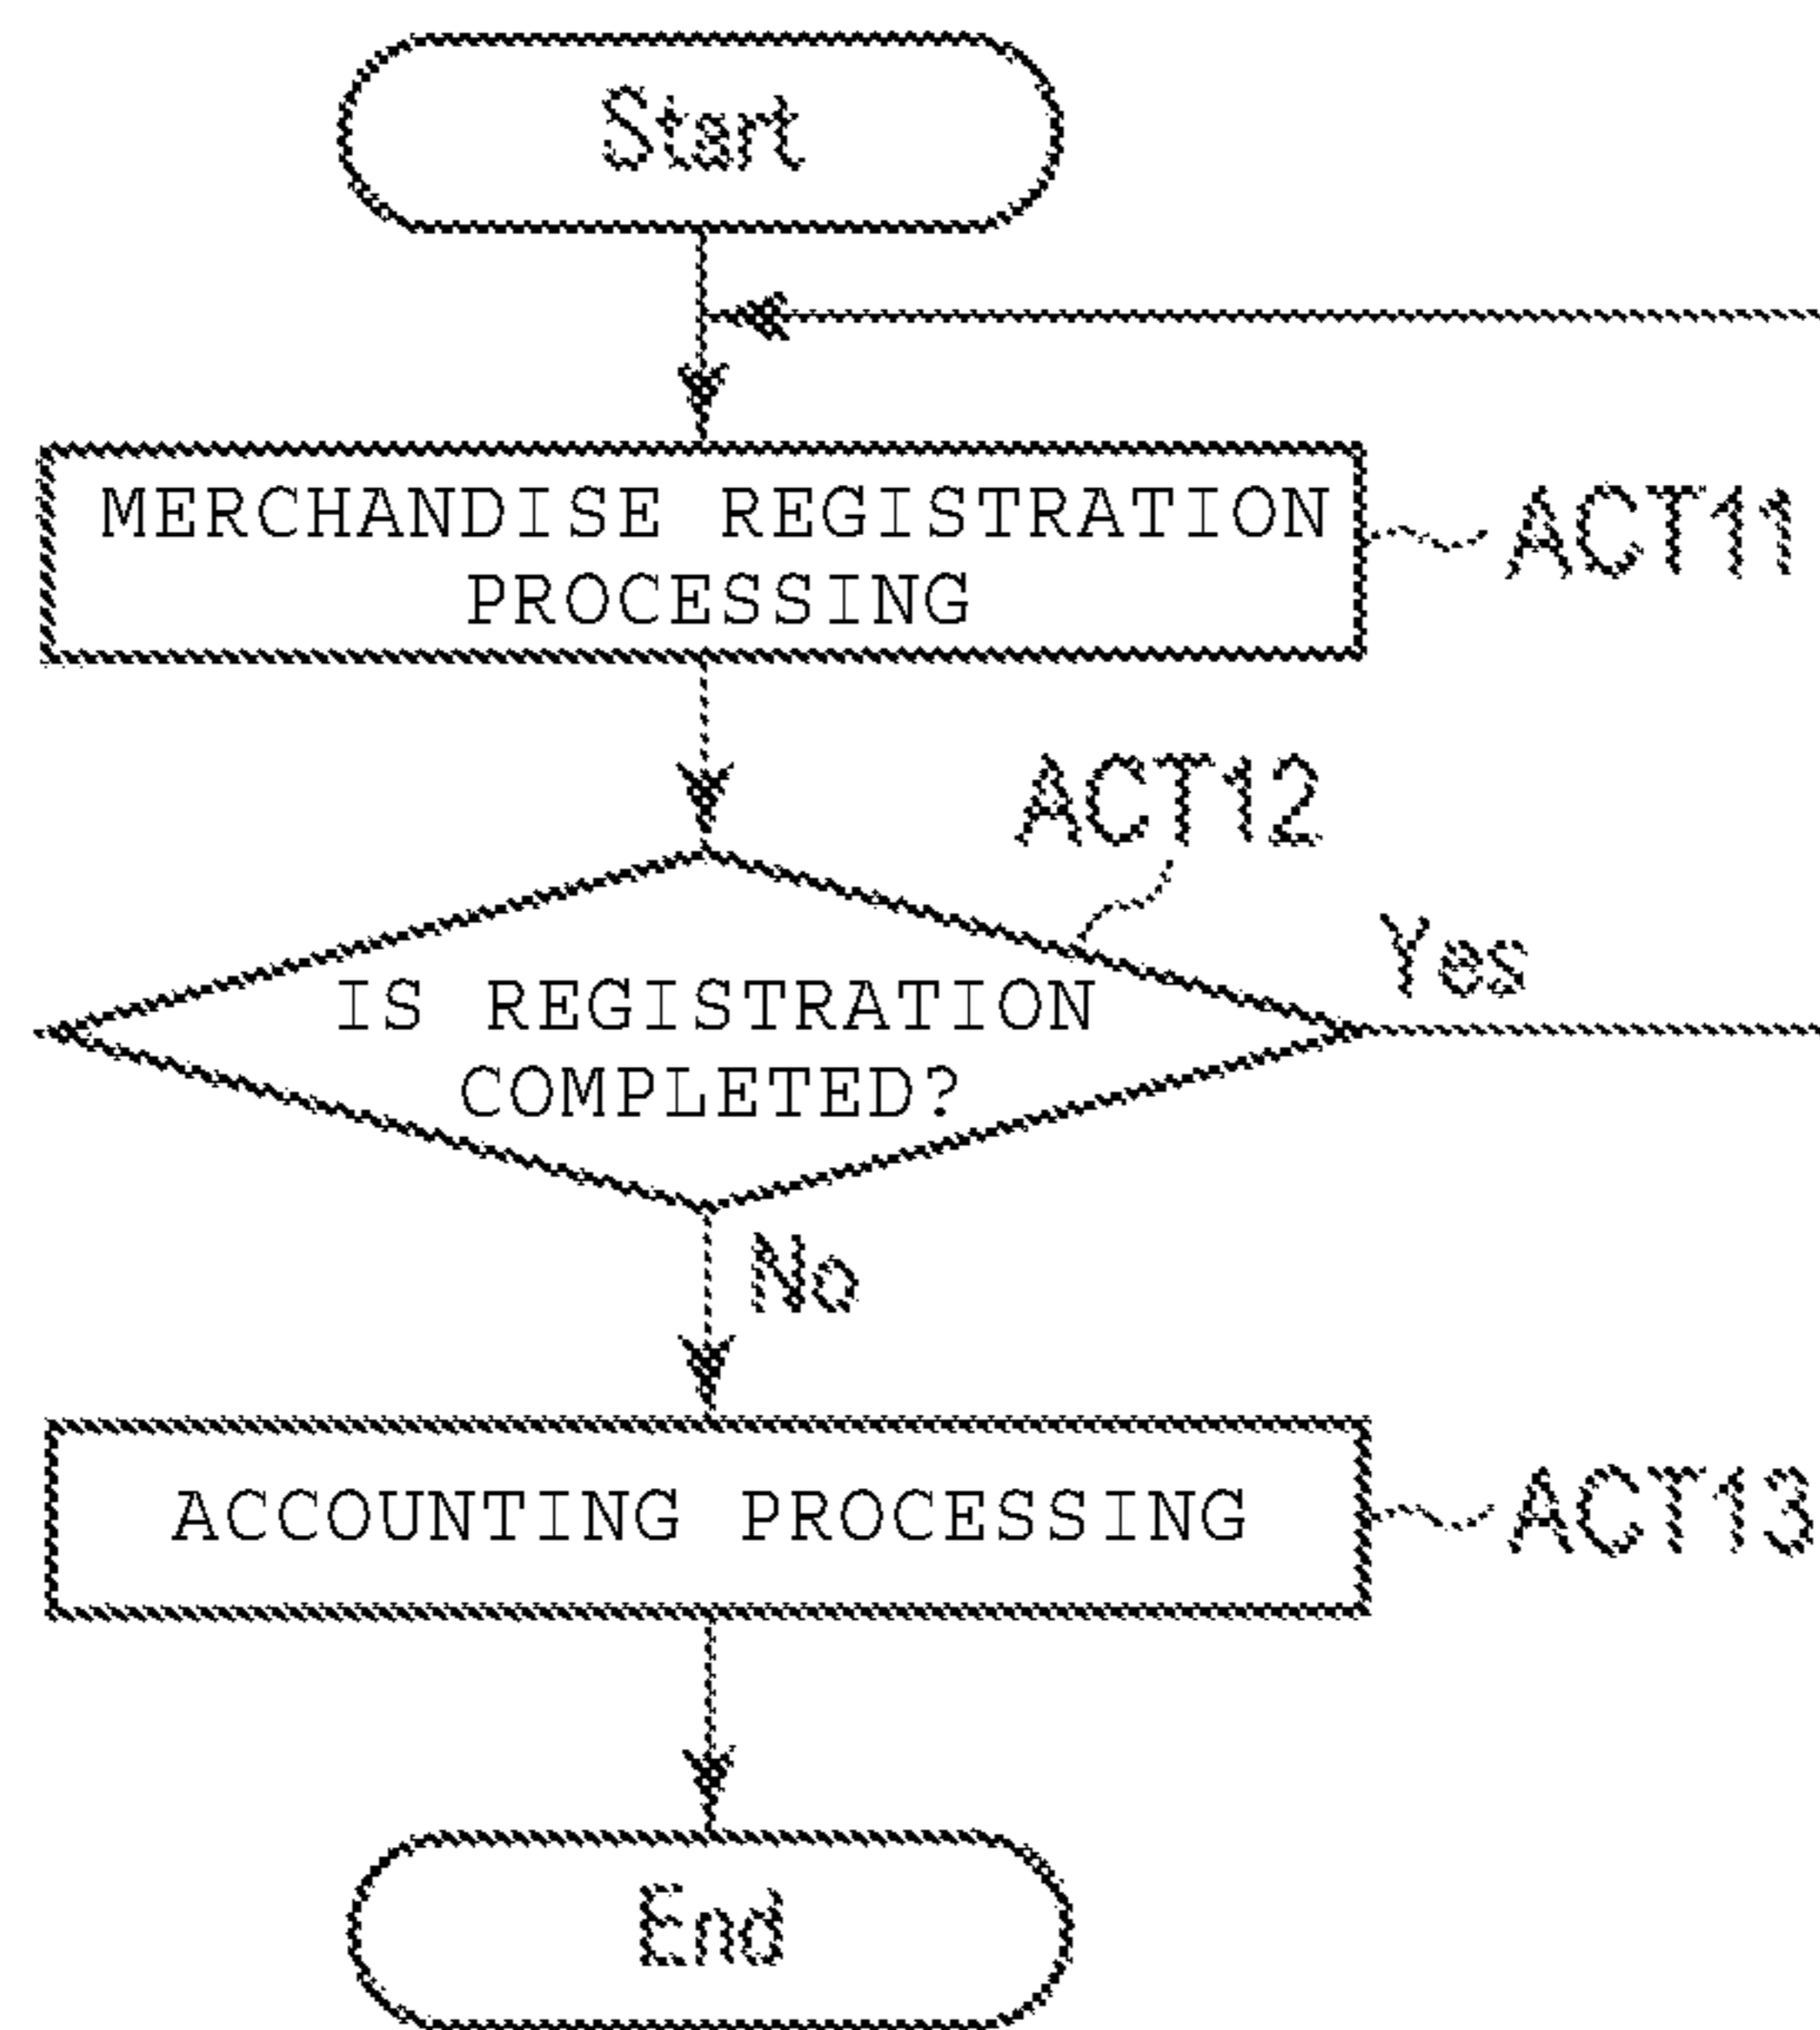 Start
MERCHANDISE REGISTRATION
PROCESSING
ACT11
ACT12
IS REGISTRATION
COMPLETED?
Yes
No
ACCOUNTING PROCESSING
ACT13
End